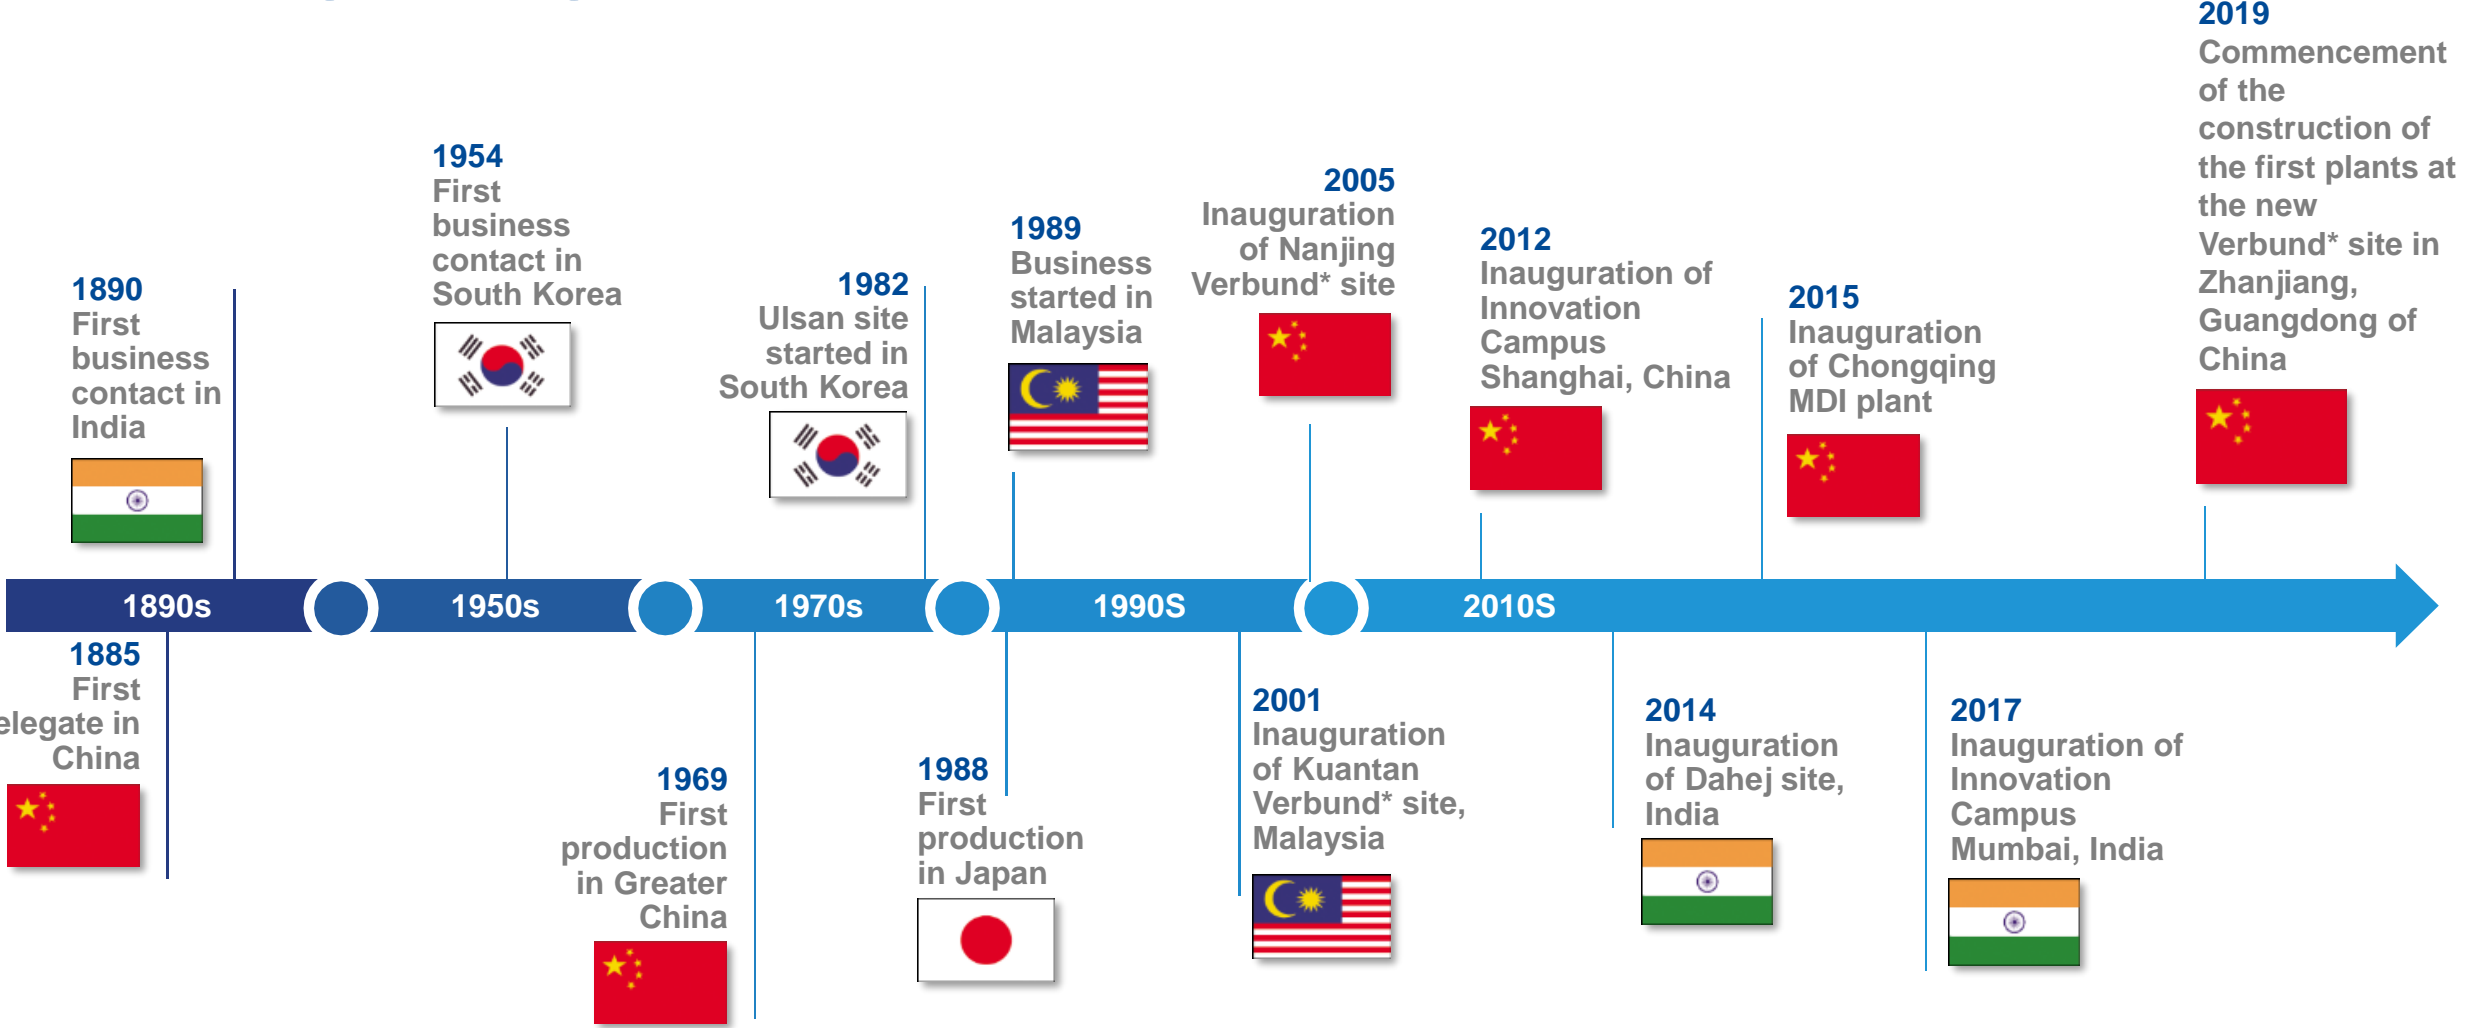 1890
First
business
contact in
India
1954
First
business
contact in
South Korea
1982
Ulsan site
started in
South Korea
1989
Business
started in
Malaysia
2005
Inauguration
of Nanjing
Verbund* site
2012
Inauguration of
Innovation
Campus
Shanghai, China
2015
Inauguration
of Chongqing
MDI plant
2019
Commencement
of the
construction of
the first plants at
the new
Verbund* site in
Zhanjiang,
Guangdong of
China
1890s
1950s
1970s
1990S
2010S
1885
First
elegate in
China
1969
First
production
in Greater
China
1988
First
production
in Japan
2001
Inauguration
of Kuantan
Verbund* site,
Malaysia
2014
Inauguration
of Dahej site,
India
2017
Inauguration of
Innovation
Campus
Mumbai, India